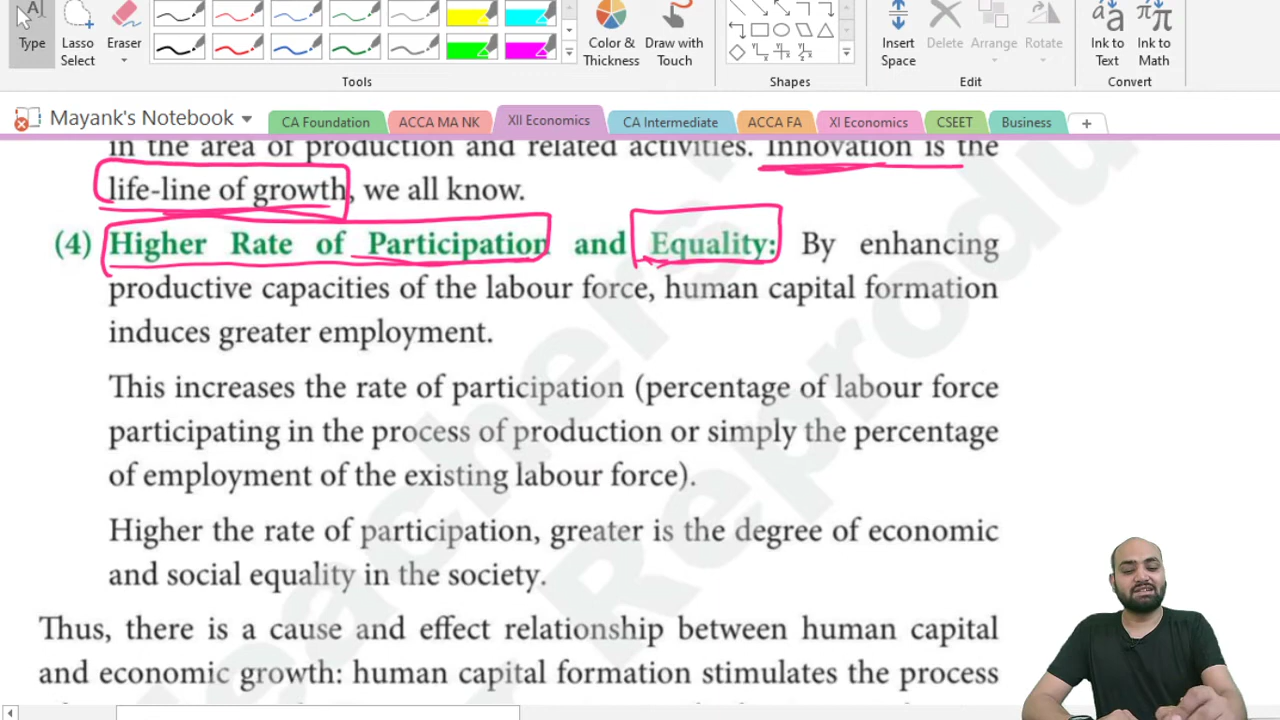 Type
Lasso
Select
Eraser
Color &
Thickness
Draw with
Touch
Insert
Space
Delete
Arrange
Rotate
Ink to
Text
Ink to
Math
Tools
Shapes
Edit
Convert
Mayank's Notebook
CA Foundation
ACCA MA NK
XII Economics
CA Intermediate
ACCA FA
XI Economics
CSEET
Business
in the area of production and related activities. Innovation is the
life-line of growth, we all know.
(4) Higher Rate of Participation and Equality: By enhancing
productive capacities of the labour force, human capital formation
induces greater employment.
This increases the rate of participation (percentage of labour force
participating in the process of production or simply the percentage
of employment of the existing labour force).
Higher the rate of participation, greater is the degree of economic
and social equality in the society.
Thus, there is a cause and effect relationship between human capital
and economic growth: human capital formation stimulates the process